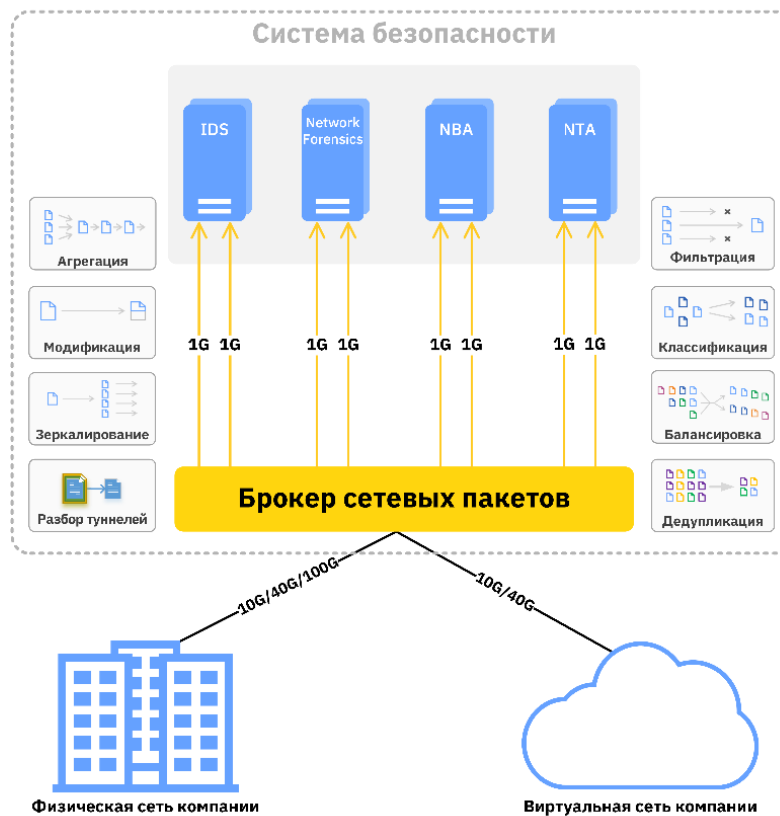 Система безопасности
IDS
Network
Forensics
NBA
NTA
Агрегация
Фильтрация
Модификация
Классификация
1G 1G 1G 1G 1G 1G 1G 1G
Зеркалирование
Балансировка
Разбор туннелей
Дедупликация
Брокер сетевых пакетов
10G/40G/100G
10G/40G
Физическая сеть компании
Виртуальная сеть компании